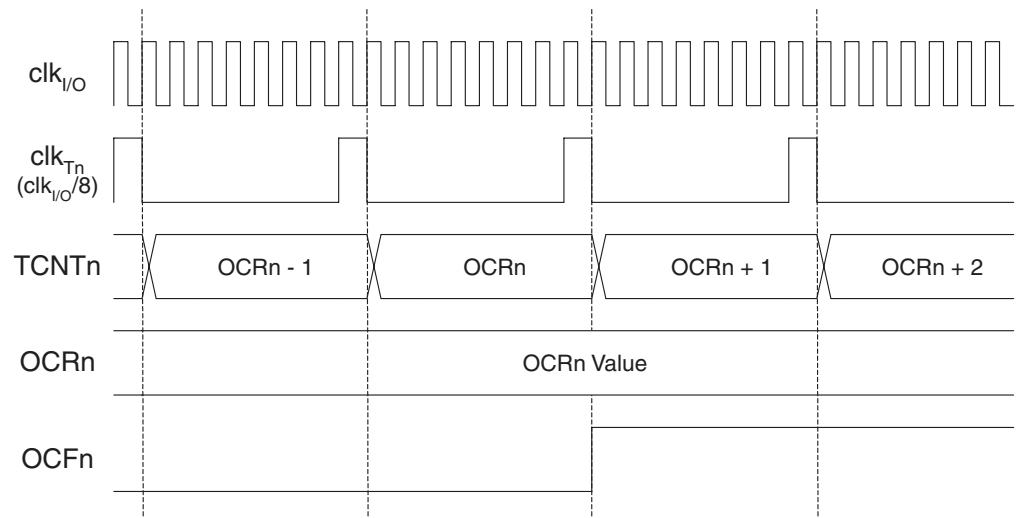 clkI/O
clkTn
(clkI/O/8)
TCNTn
OCRn - 1
OCRn
OCRn + 1
OCRn + 2
OCRn
OCRn Value
OCFn